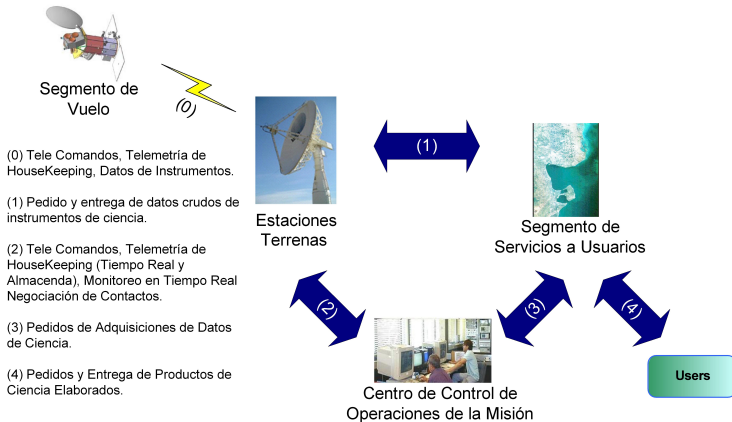 Segmento de
Vuelo
(0)
(0) Tele Comandos, Telemetría de
HouseKeeping, Datos de Instrumentos.
(1) Pedido y entrega de datos crudos de
instrumentos de ciencia.
(2) Tele Comandos, Telemetría de
HouseKeeping (Tiempo Real y
Almacenda), Monitoreo en Tiempo Real
Negociación de Contactos.
(3) Pedidos de Adquisiciones de Datos
de Ciencia.
(4) Pedidos y Entrega de Productos de
Ciencia Elaborados.
Estaciones
Terrenas
(1)
Segmento de
Servicios a Usuarios
(2)
(3)
(4)
Centro de Control de
Operaciones de la Misión
Users